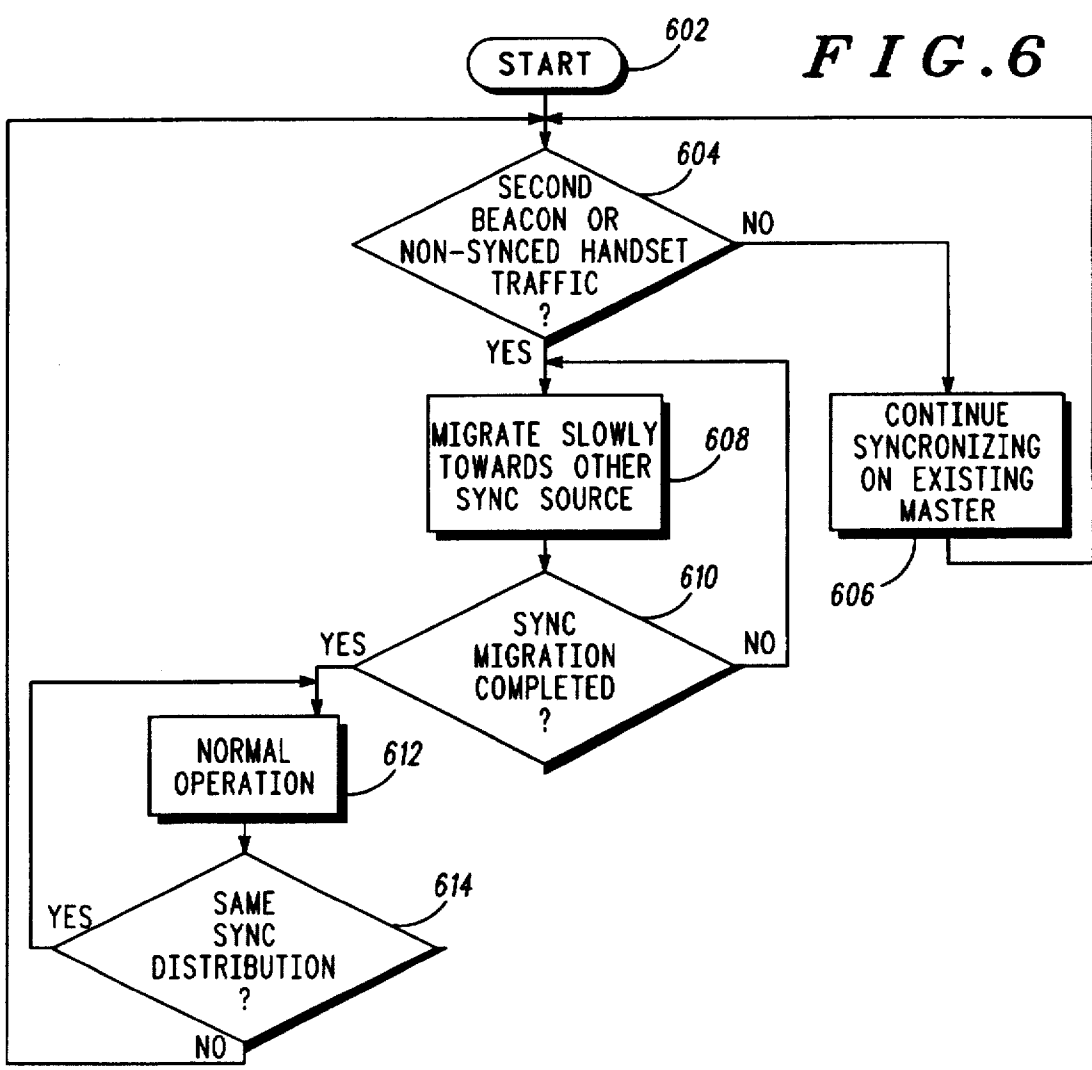 FIG.6
START
602
SECOND
BEACON OR
NON-SYNCED HANDSET
TRAFFIC
?
604
NO
YES
MIGRATE SLOWLY
TOWARDS OTHER
SYNC SOURCE
608
CONTINUE
SYNCRONIZING
ON EXISTING
MASTER
606
SYNC
MIGRATION
COMPLETED
?
610
YES
NO
NORMAL
OPERATION
612
SAME
SYNC
DISTRIBUTION
?
614
YES
NO